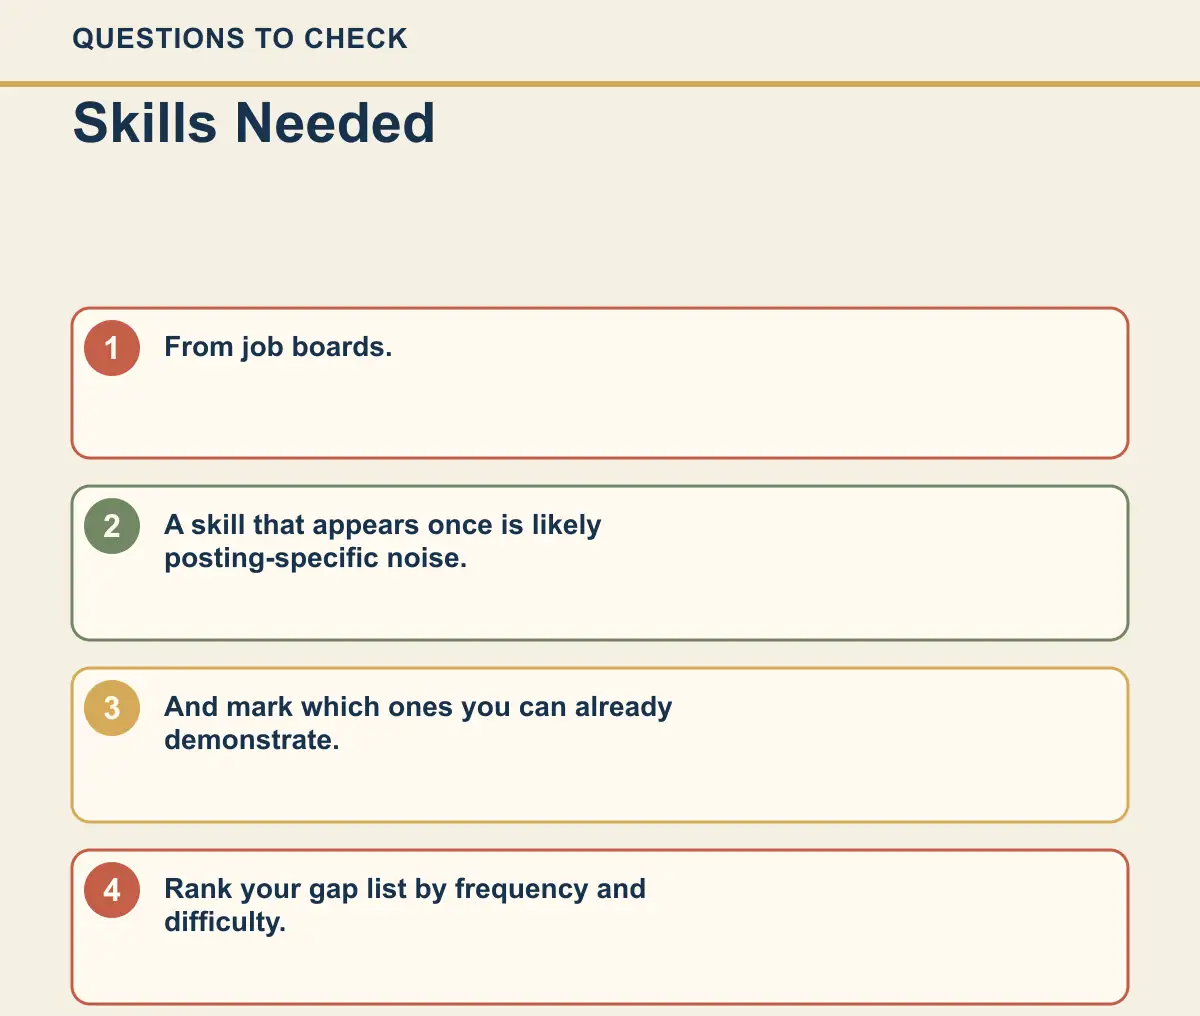 QUESTIONS TO CHECK
Skills Needed
1
From job boards.
2
A skill that appears once is likely
posting-specific noise.
3
And mark which ones you can already
demonstrate.
4
Rank your gap list by frequency and
difficulty.